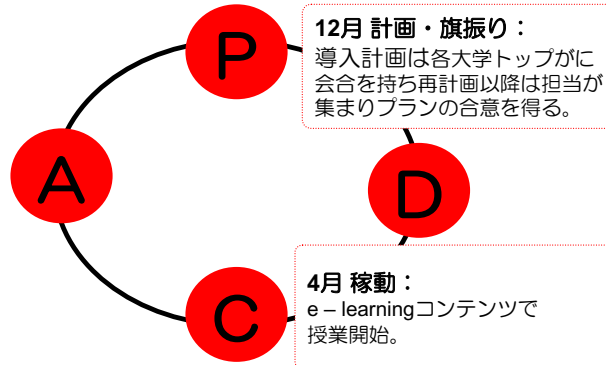 P
12月 計画・旗振り：
導入計画は各大学トップがに
会合を持ち再計画以降は担当が
集まりプランの合意を得る。
A
D
4月 稼動：
e – learningコンテンツで
授業開始。
C